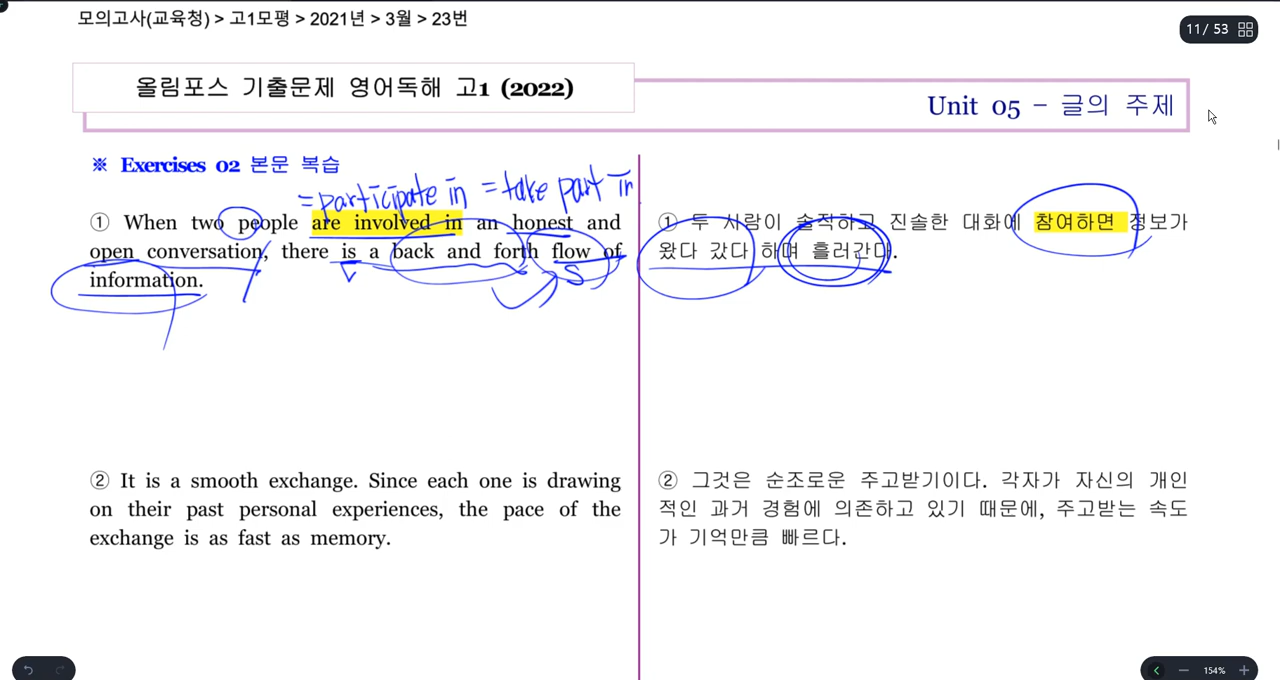 모의고사(교육청) > 고1모평 > 2021년 > 3월 > 23번
11 / 53
올림포스 기출문제 영어독해 고1 (2022)
Unit 05 – 글의 주제
※ Exercises 02 본문 복습
= participate in = take part in
① When two people are involved in an honest and
open conversation, there is a back and forth flow of
information.
V
S
① 두 사람이 솔직하고 진솔한 대화에 참여하면 정보가
왔다 갔다 하며 흘러간다.
② It is a smooth exchange. Since each one is drawing
on their past personal experiences, the pace of the
exchange is as fast as memory.
② 그것은 순조로운 주고받기이다. 각자가 자신의 개인
적인 과거 경험에 의존하고 있기 때문에, 주고받는 속도
가 기억만큼 빠르다.
154%